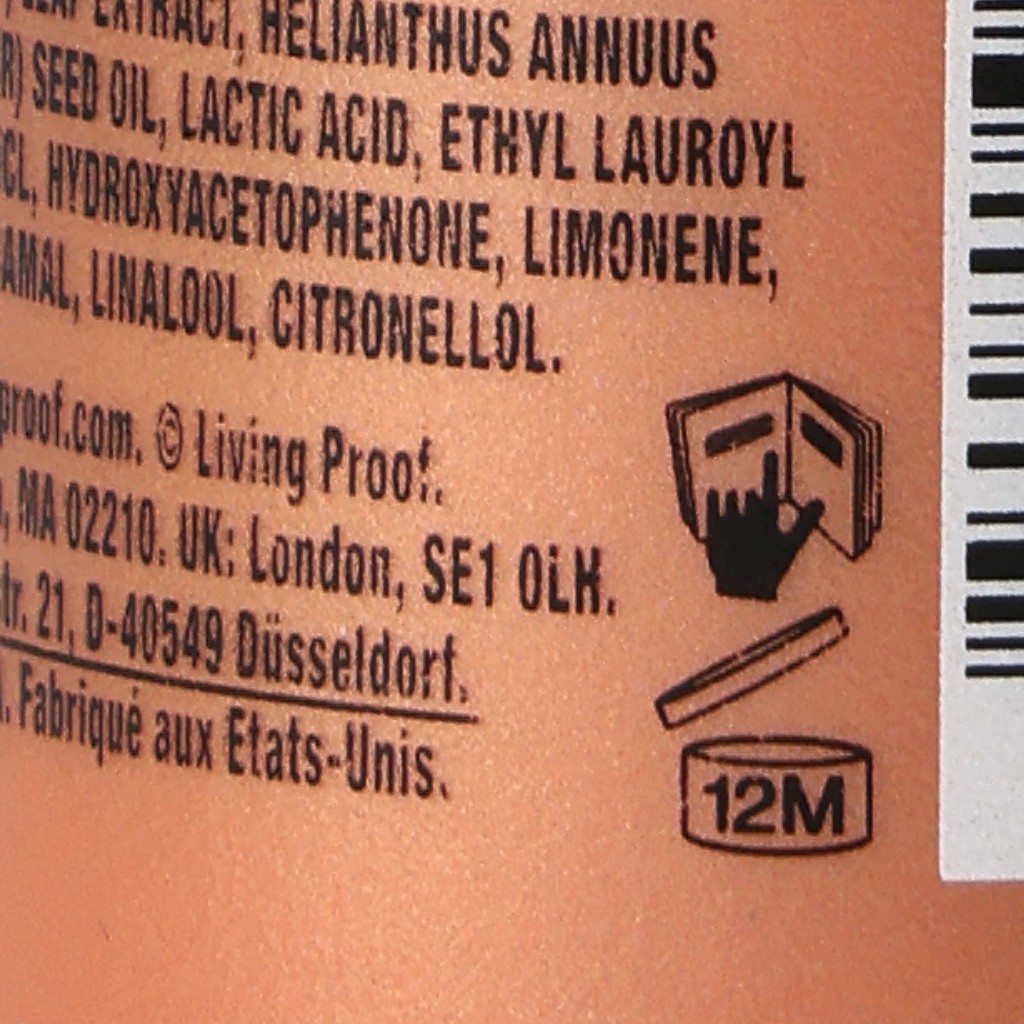 EXTRACT, HELIANTHUS ANNUUS
R) SEED OIL, LACTIC ACID, ETHYL LAUROYL
CL, HYDROXYACETOPHENONE, LIMONENE,
AMAL, LINALOOL, CITRONELLOL.
proof.com. © Living Proof.
, MA 02210. UK: London, SE1 0LH.
tr. 21, D-40549 Düsseldorf.
. Fabriqué aux Etats-Unis.
12M